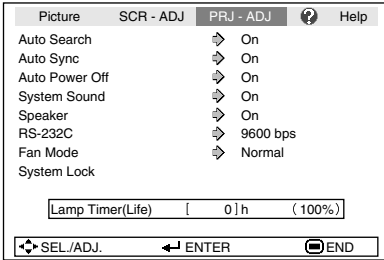 Picture SCR - ADJ PRJ - ADJ ? Help
Auto Search On
Auto Sync On
Auto Power Off On
System Sound On
Speaker On
RS-232C 9600 bps
Fan Mode Normal
System Lock
Lamp Timer(Life) [ 0 ] h (100%)
SEL./ADJ. ENTER END